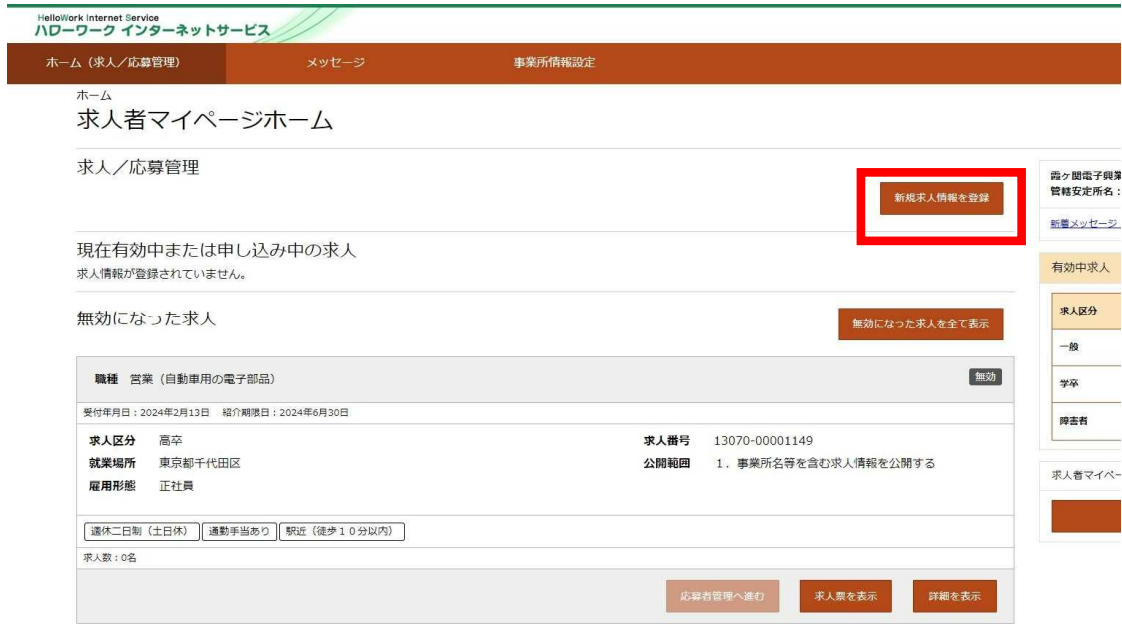 HelloWork Internet Service
ハローワーク インターネットサービス
ホーム（求人／応募管理）
メッセージ
事業所情報設定
ホーム
求人者マイページホーム
求人／応募管理
新規求人情報を登録
現在有効中または申し込み中の求人
求人情報が登録されていません。
無効になった求人
無効になった求人を全て表示
職種 営業（自動車用の電子部品）
無効
受付年月日：2024年2月13日 紹介期限日：2024年6月30日
求人区分 高卒
求人番号 13070-00001149
就業場所 東京都千代田区
公開範囲 1．事業所名等を含む求人情報を公開する
雇用形態 正社員
週休二日制（土日休） 通勤手当あり 駅近（徒歩１０分以内）
求人数：0名
応募者管理へ進む
求人票を表示
詳細を表示
霞ケ関電子興業
管轄安定所名：
新着メッセージ
有効中求人
求人区分
一般
学卒
障害者
求人者マイペー